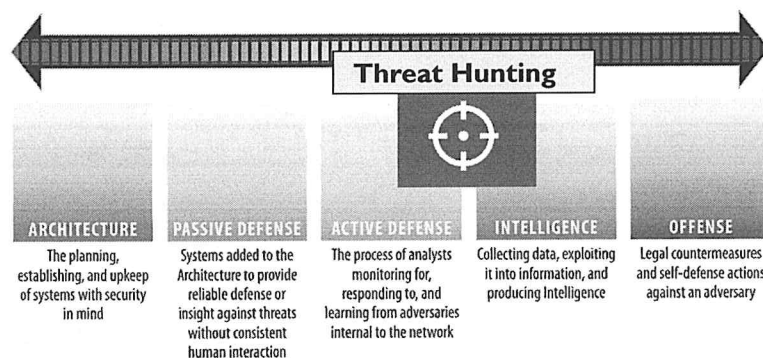 Threat Hunting
ARCHITECTURE
The planning,
establishing, and upkeep
of systems with security
in mind
PASSIVE DEFENSE
Systems added to the
Architecture to provide
reliable defense or
insight against threats
without consistent
human interaction
ACTIVE DEFENSE
The process of analysts
monitoring for,
responding to, and
learning from adversaries
internal to the network
INTELLIGENCE
Collecting data, exploiting
it into information, and
producing Intelligence
OFFENSE
Legal countermeasures
and self-defense actions
against an adversary